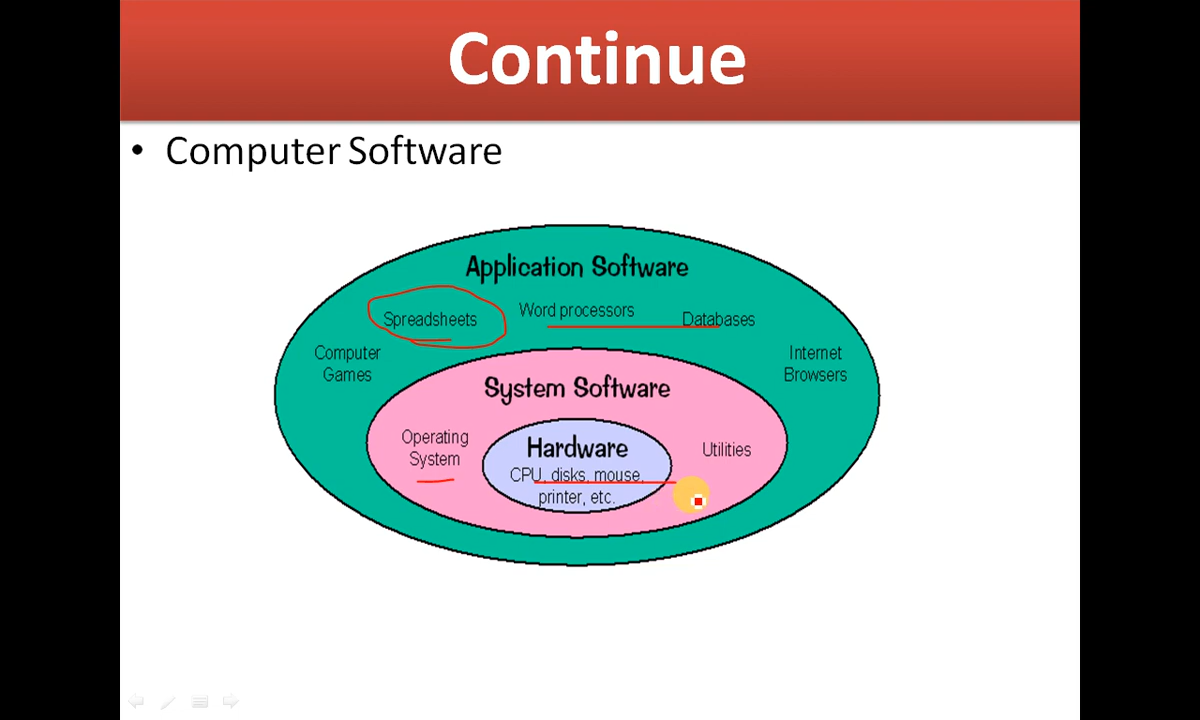 Continue
• Computer Software
Application Software
Spreadsheets
Word processors
Databases
Computer
Games
Internet
Browsers
System Software
Operating
System
Hardware
CPU, disks, mouse,
printer, etc.
Utilities